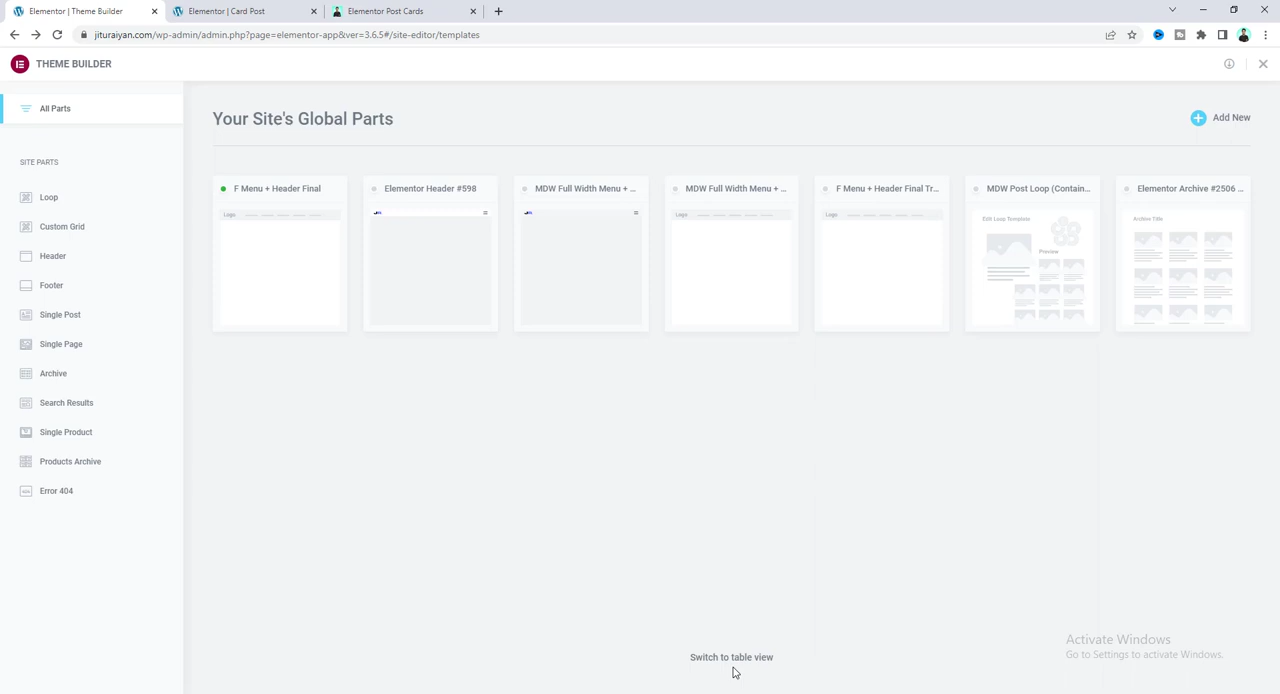 Elementor | Theme Builder
Elementor | Card Post
Elementor Post Cards
jituraiyan.com/wp-admin/admin.php?page=elementor-app&ver=3.6.5#/site-editor/templates
THEME BUILDER
All Parts
SITE PARTS
Loop
Custom Grid
Header
Footer
Single Post
Single Page
Archive
Search Results
Single Product
Products Archive
Error 404
Your Site's Global Parts
Add New
F Menu + Header Final
Elementor Header #598
MDW Full Width Menu + ...
MDW Full Width Menu + ...
F Menu + Header Final Tr...
MDW Post Loop (Contain...
Elementor Archive #2506 ...
Logo
Logo
Logo
Edit Loop Template
Preview
Archive Title
Switch to table view
Activate Windows
Go to Settings to activate Windows.